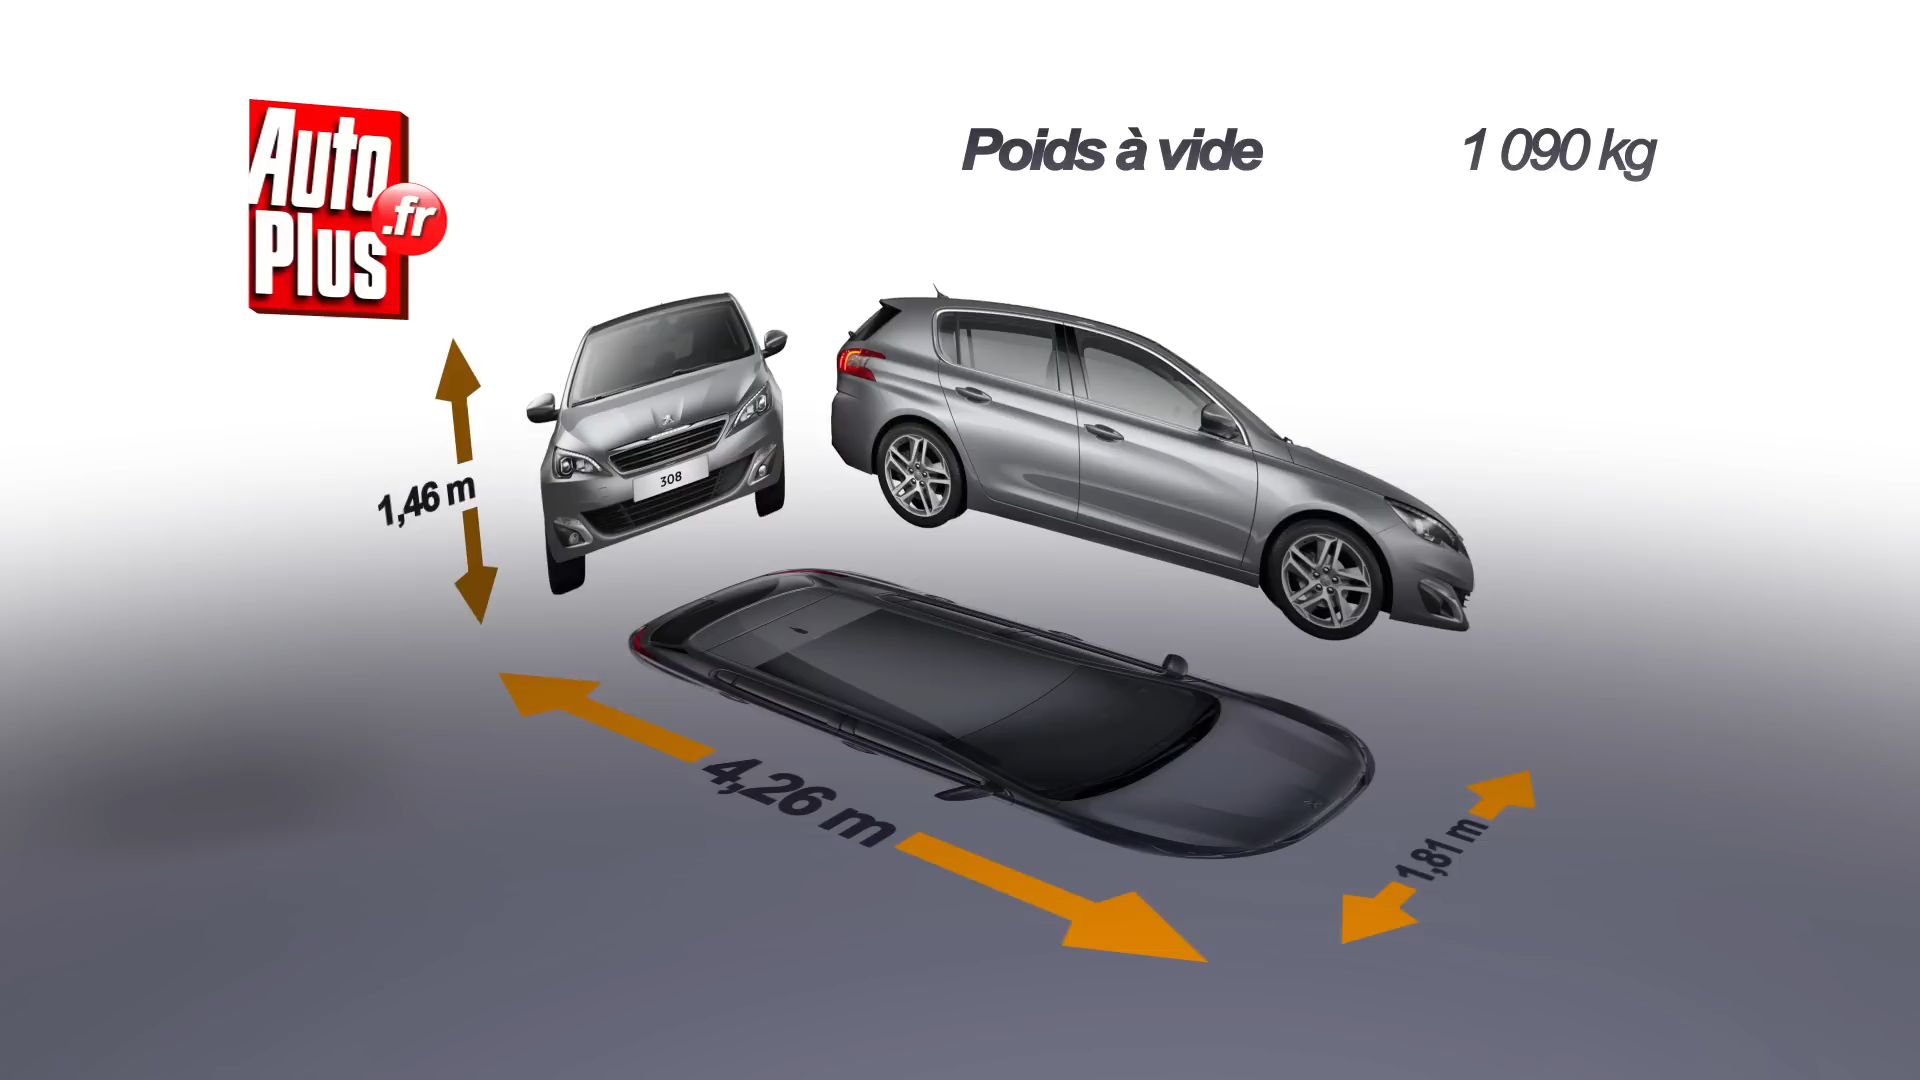 Auto
Plus
.fr
Poids à vide 1 090 kg
1,46 m
308
4,26 m
1,81 m